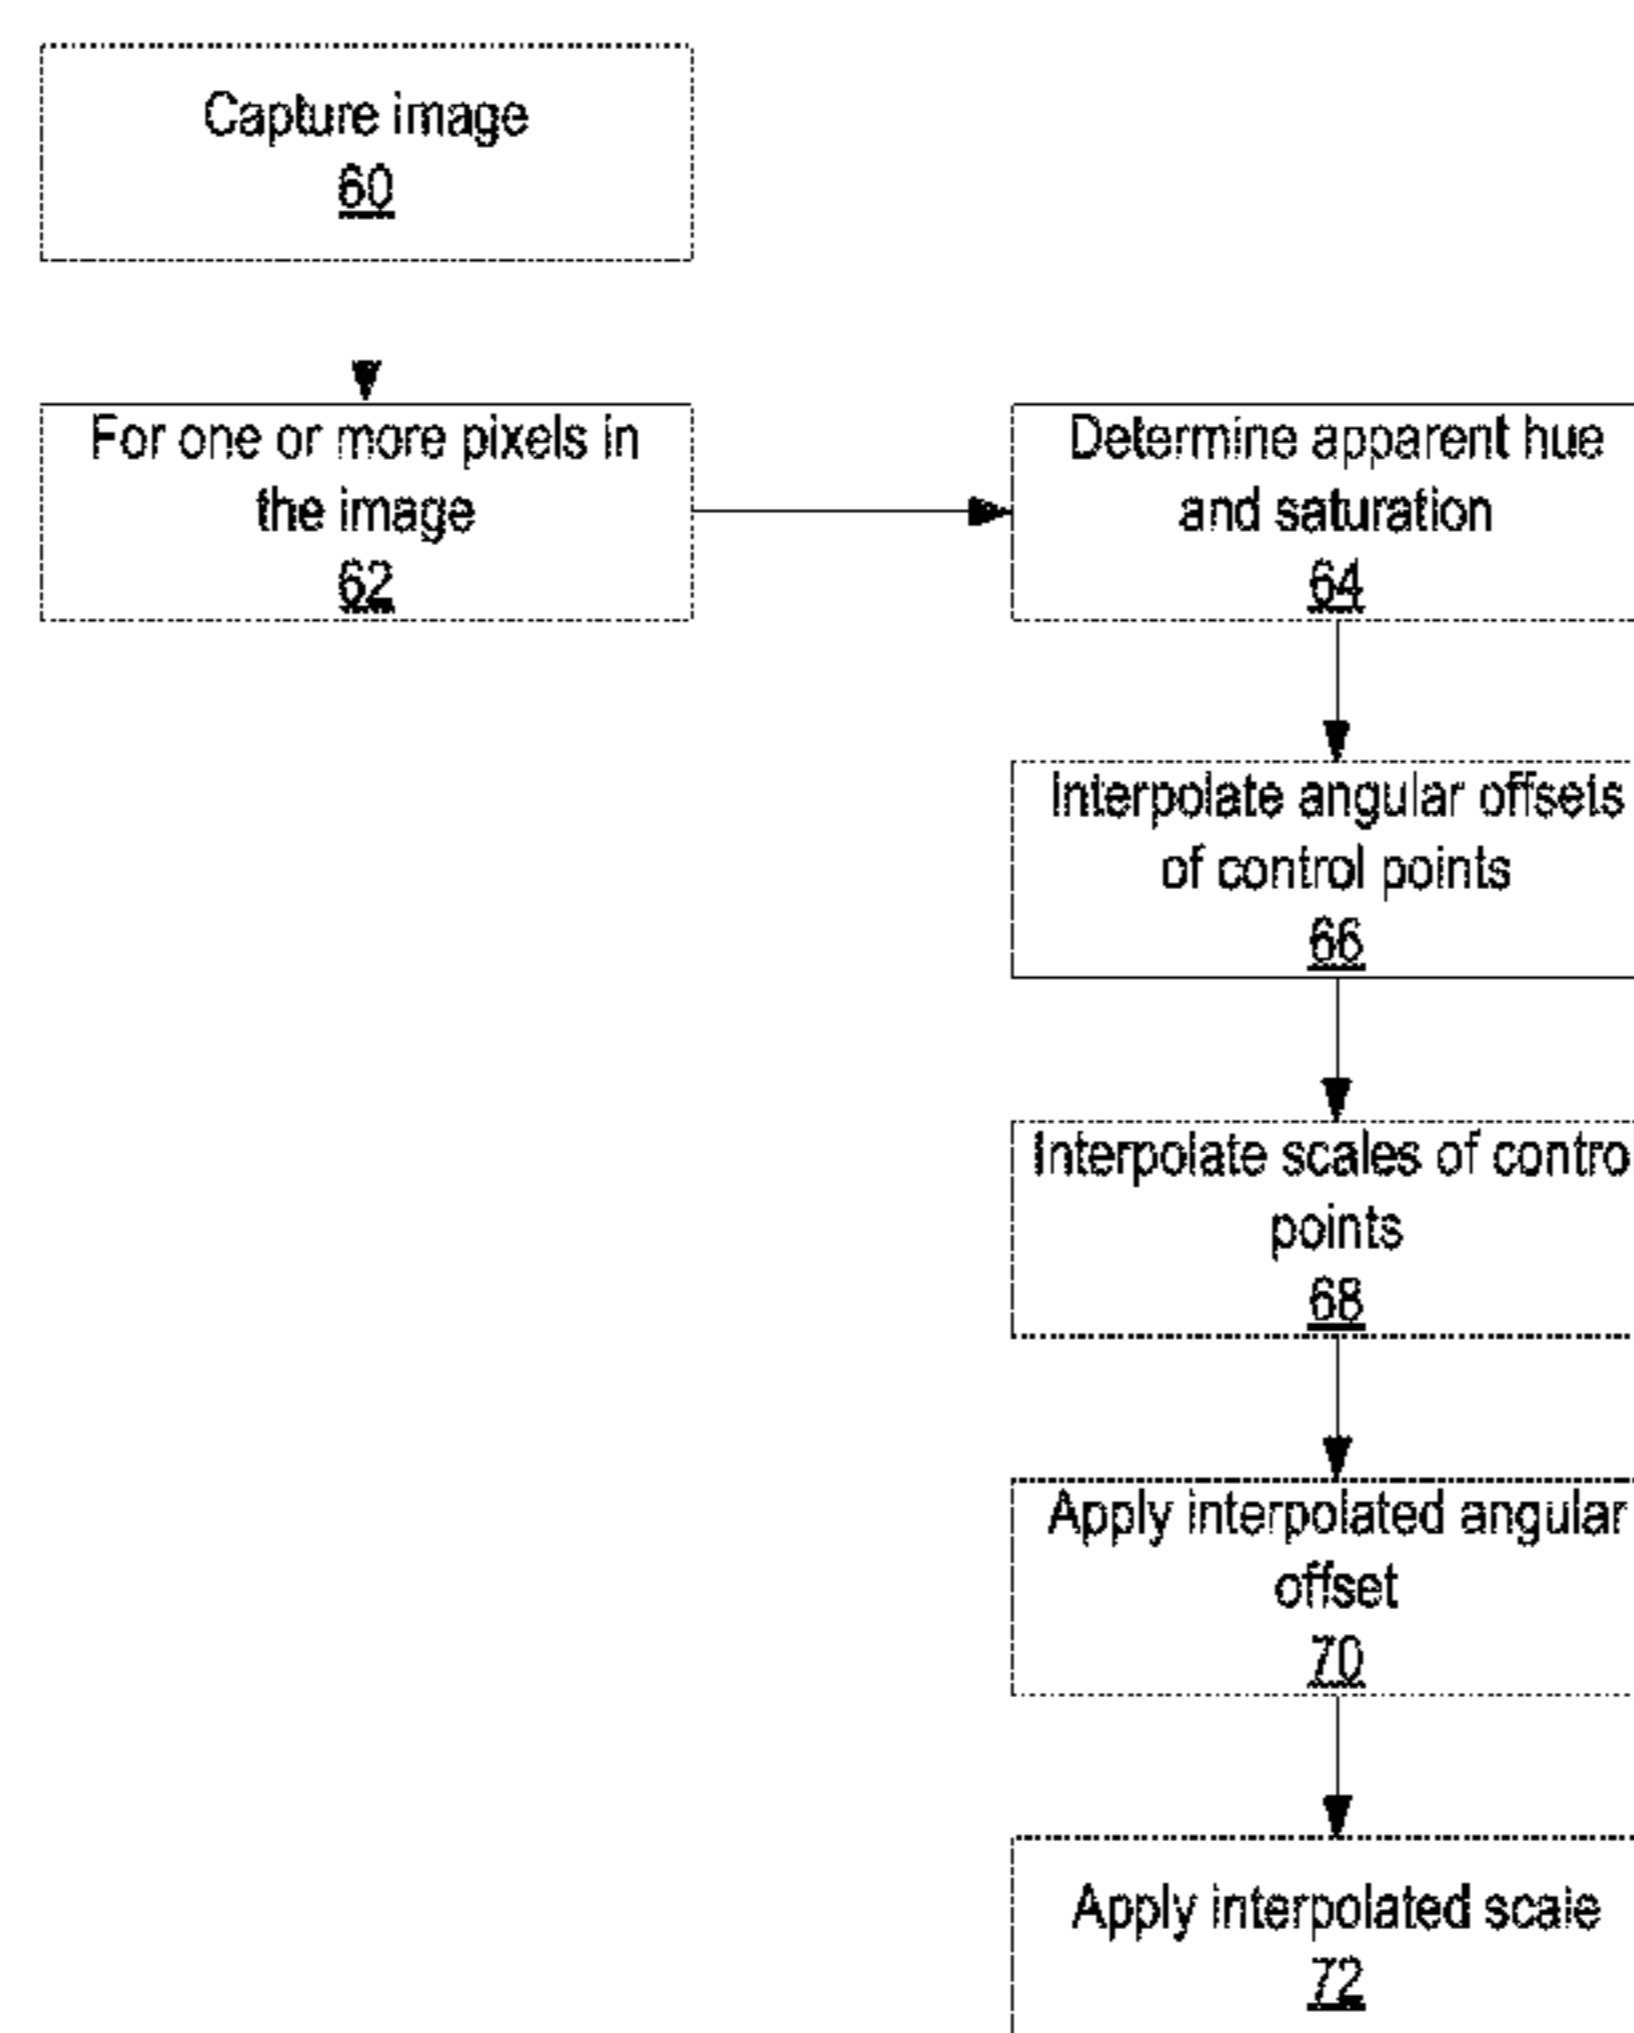 Capture image
60
For one or more pixels in
the image
62
Determine apparent hue
and saturation
64
Interpolate angular offsets
of control points
66
Interpolate scales of control
points
68
Apply interpolated angular
offset
70
Apply interpolated scale
72